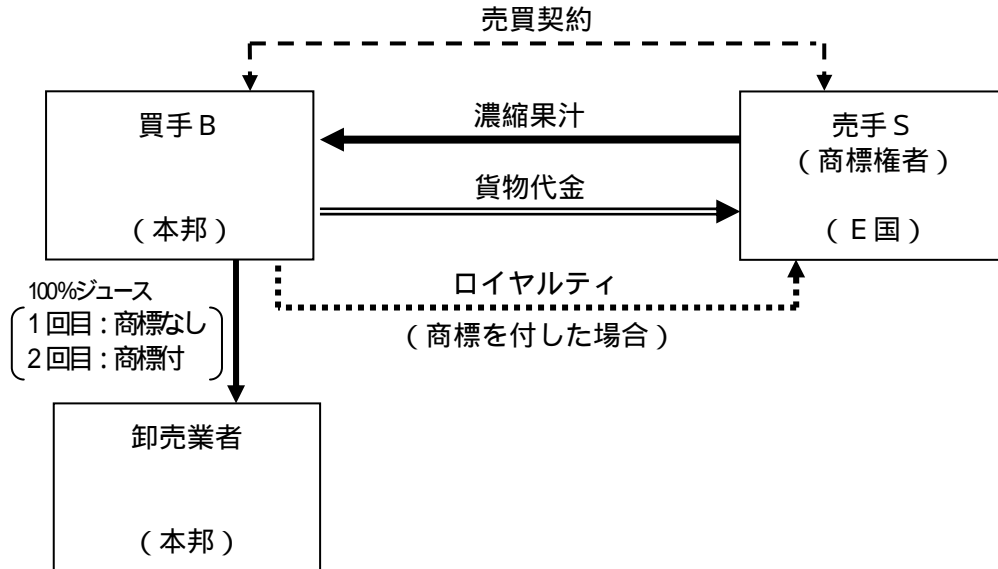 売買契約
買手B
(本邦)
濃縮果汁
貨物代金
売手S
(商標権者)
(E国)
ロイヤルティ
(商標を付した場合)
100%ジュース
1回目:商標なし
2回目:商標付
卸売業者
(本邦)